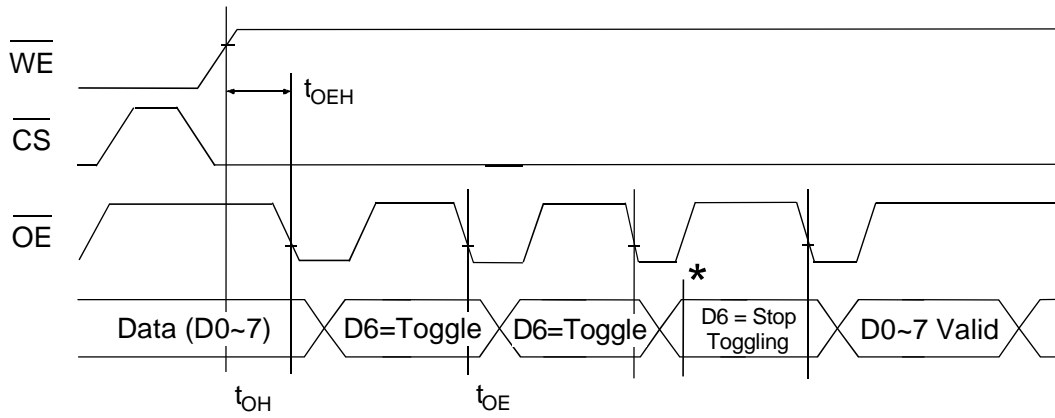 WE
tOEH
CS
OE
*
Data (D0~7)
D6=Toggle
D6=Toggle
D6 = Stop
Toggling
D0~7 Valid
tOH
tOE